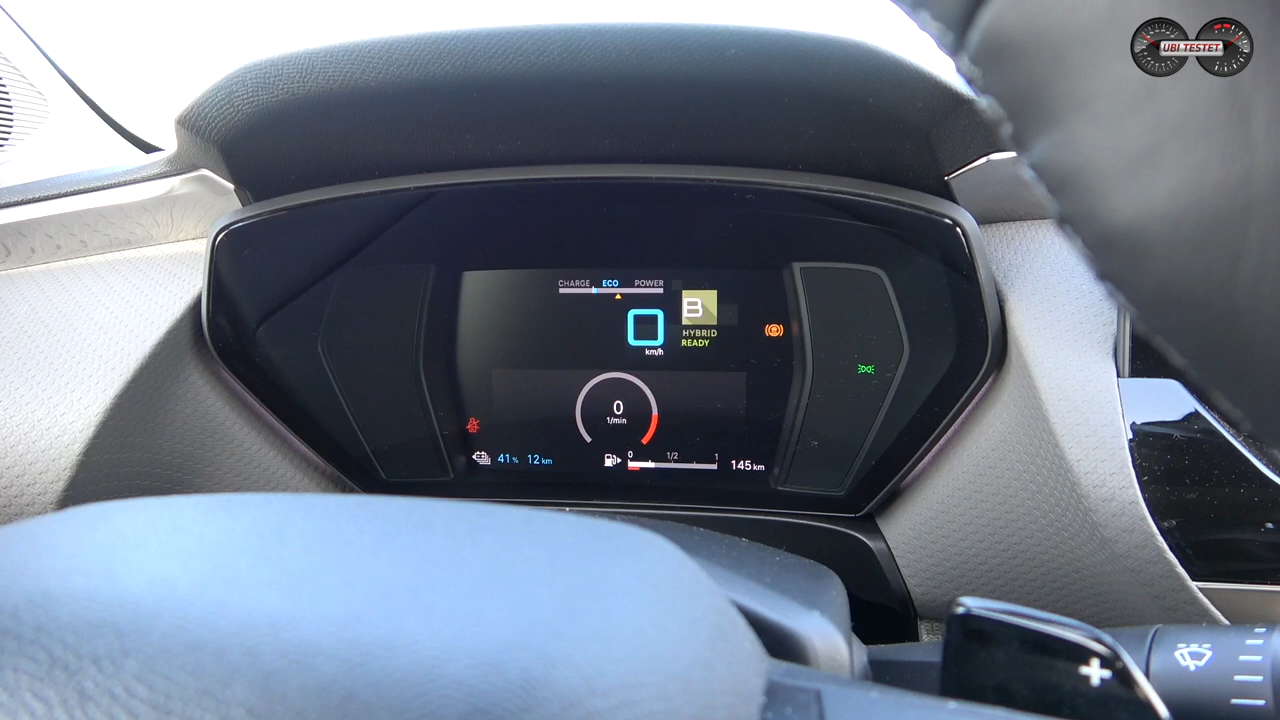 UBI TESTET
CHARGE ECO POWER
0
km/h
B
HYBRID
READY
0
1/min
41 % 12 km
0 1/2 1
145 km
+